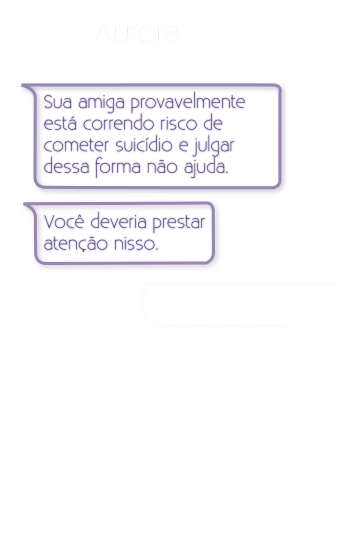 Aurora
Sua amiga provavelmente
está correndo risco de
cometer suicídio e julgar
dessa forma não ajuda.
Você deveria prestar
atenção nisso.